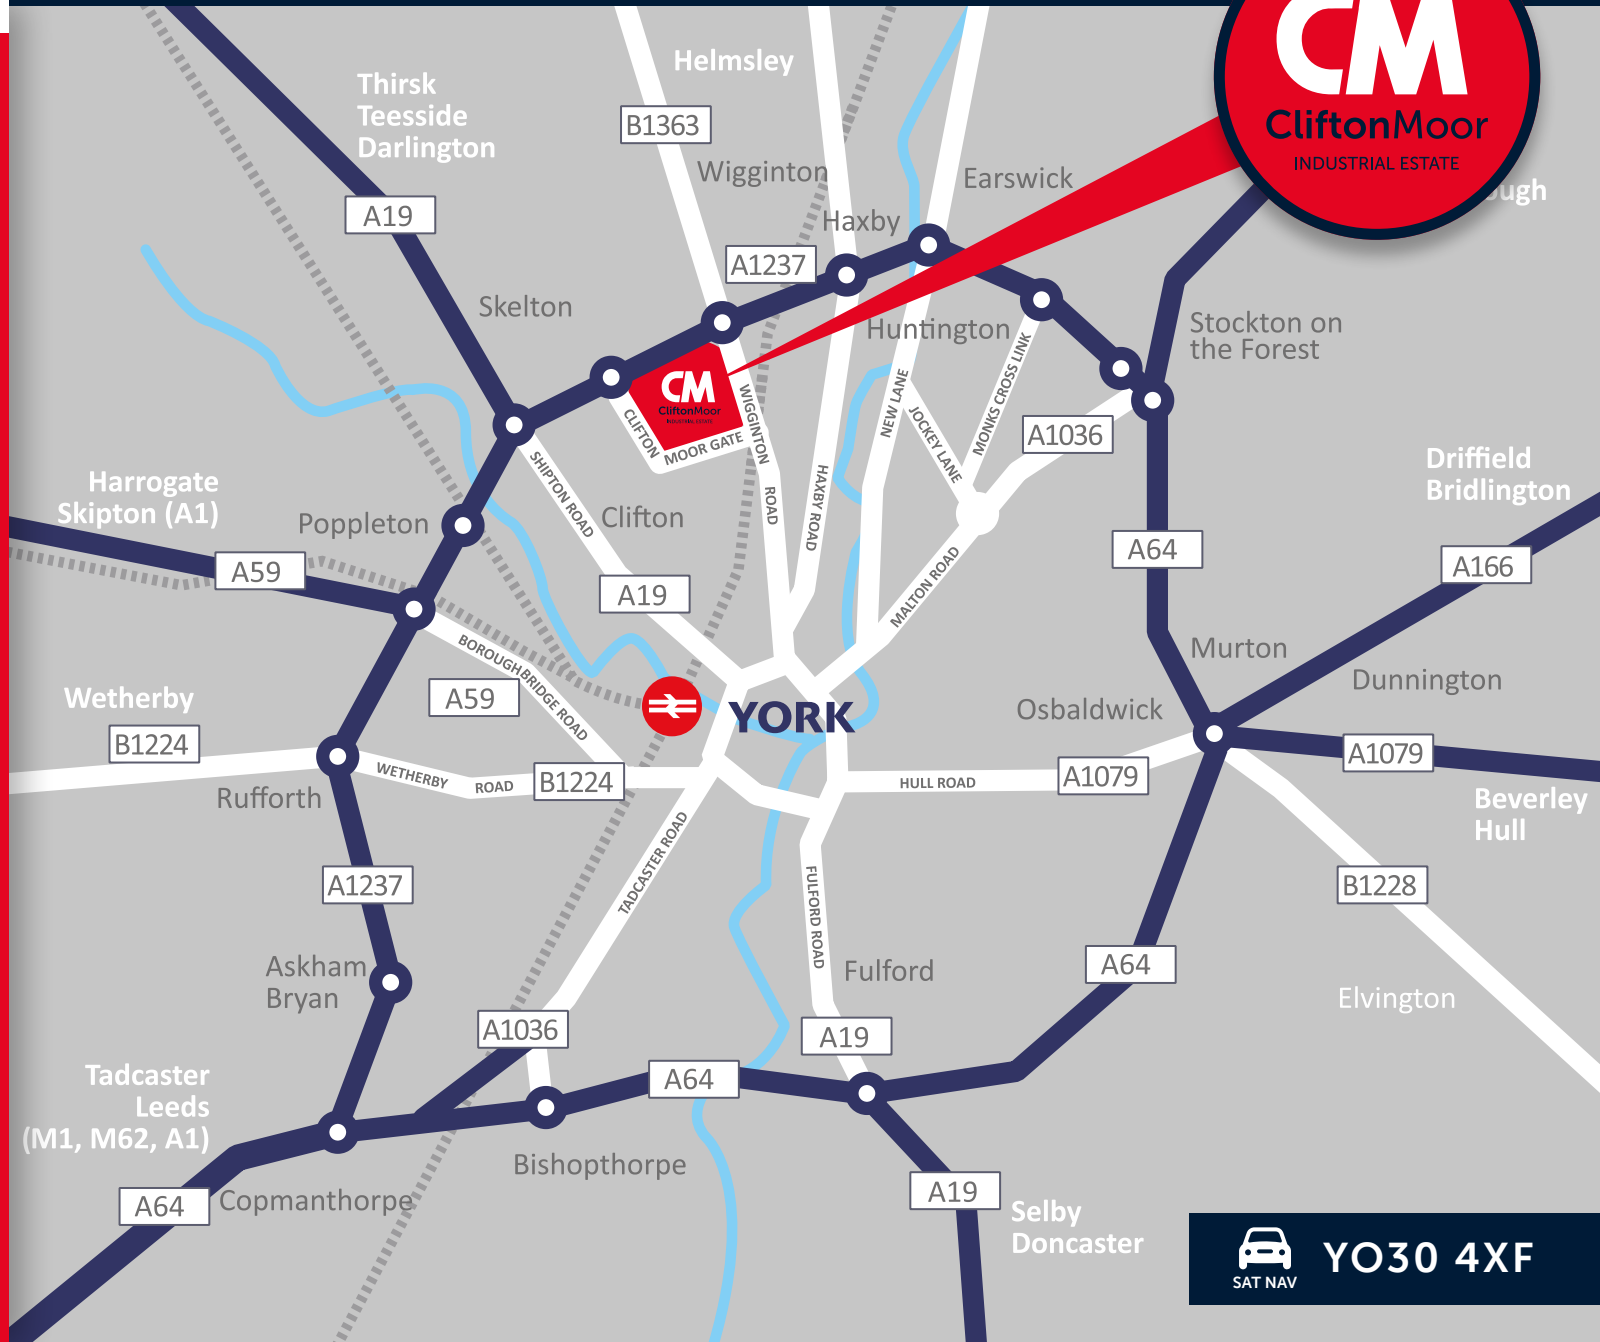 CM
CliftonMoor
INDUSTRIAL ESTATE
Helmsley
Thirsk
Teesside
Darlington
B1363
Wigginton
Earswick
A19
Haxby
A1237
Skelton
Huntington
Stockton on
the Forest
MONKS CROSS LINK
CM
CliftonMoor
INDUSTRIAL ESTATE
CLIFTON
MOOR GATE
WIGGINTON
ROAD
HAXBY ROAD
NEW LANE
JOCKEY LANE
A1036
Driffield
Bridlington
Harrogate
Skipton (A1)
Poppleton
SHIPTON ROAD
Clifton
A64
A166
A59
A19
MALTON ROAD
BOROUGHBRIDGE ROAD
Murton
Dunnington
Wetherby
A59
YORK
Osbaldwick
B1224
A1079
WETHERBY
ROAD
B1224
HULL ROAD
A1079
Rufforth
Beverley
Hull
TADCASTER ROAD
A1237
B1228
FULFORD ROAD
Askham
Bryan
Fulford
A64
Elvington
A1036
A19
Tadcaster
Leeds
(M1, M62, A1)
A64
Bishopthorpe
A64
Copmanthorpe
A19
Selby
Doncaster
SAT NAV
YO30 4XF